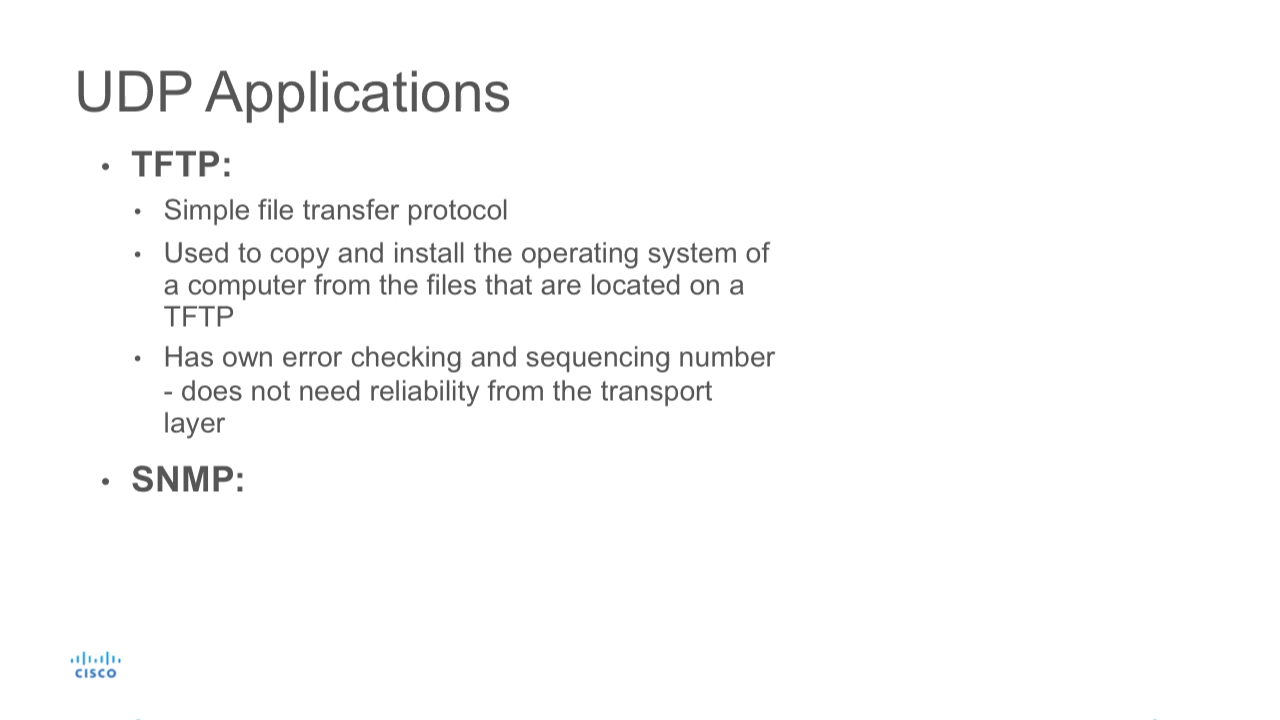 UDP Applications
• TFTP:
• Simple file transfer protocol
• Used to copy and install the operating system of
a computer from the files that are located on a
TFTP
• Has own error checking and sequencing number
- does not need reliability from the transport
layer
• SNMP:
CISCO